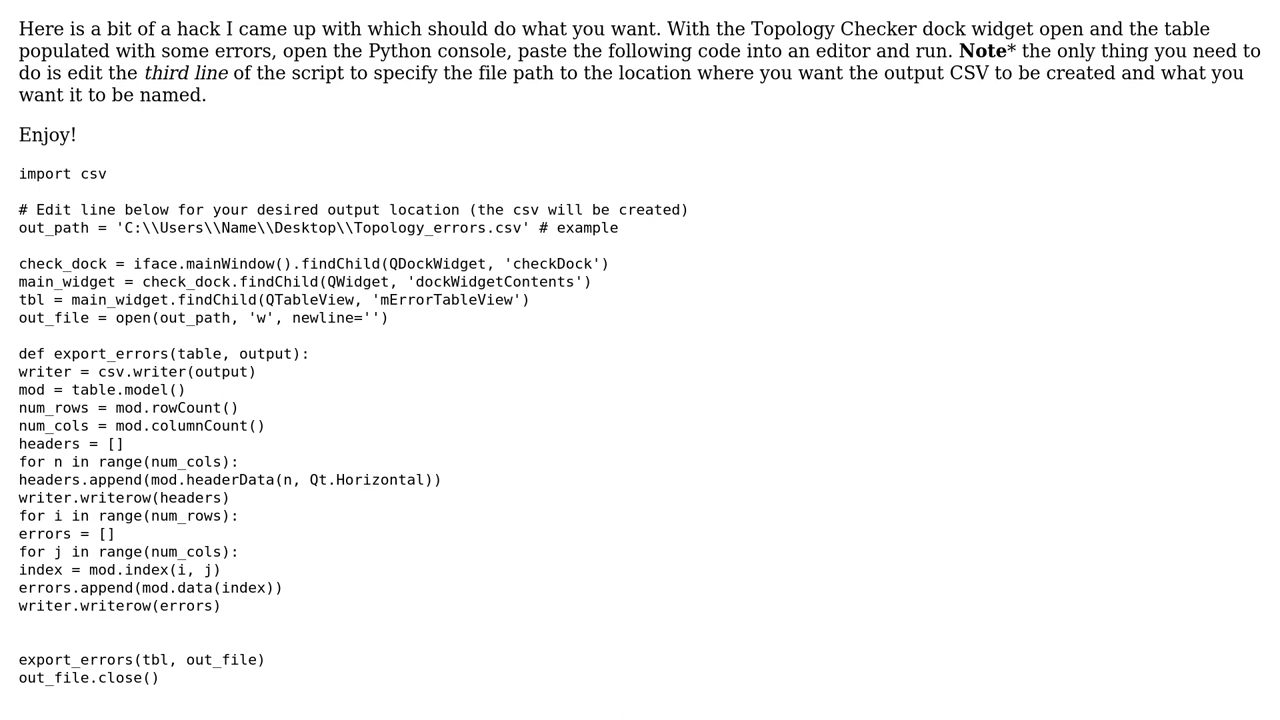 Here is a bit of a hack I came up with which should do what you want. With the Topology Checker dock widget open and the table
populated with some errors, open the Python console, paste the following code into an editor and run. Note* the only thing you need to
do is edit the third line of the script to specify the file path to the location where you want the output CSV to be created and what you
want it to be named.
Enjoy!
import csv
# Edit line below for your desired output location (the csv will be created)
out_path = 'C:\\Users\\Name\\Desktop\\Topology_errors.csv' # example
check_dock = iface.mainWindow().findChild(QDockWidget, 'checkDock')
main_widget = check_dock.findChild(QWidget, 'dockWidgetContents')
tbl = main_widget.findChild(QTableView, 'mErrorTableView')
out_file = open(out_path, 'w', newline='')
def export_errors(table, output):
writer = csv.writer(output)
mod = table.model()
num_rows = mod.rowCount()
num_cols = mod.columnCount()
headers = []
for n in range(num_cols):
headers.append(mod.headerData(n, Qt.Horizontal))
writer.writerow(headers)
for i in range(num_rows):
errors = []
for j in range(num_cols):
index = mod.index(i, j)
errors.append(mod.data(index))
writer.writerow(errors)
export_errors(tbl, out_file)
out_file.close()